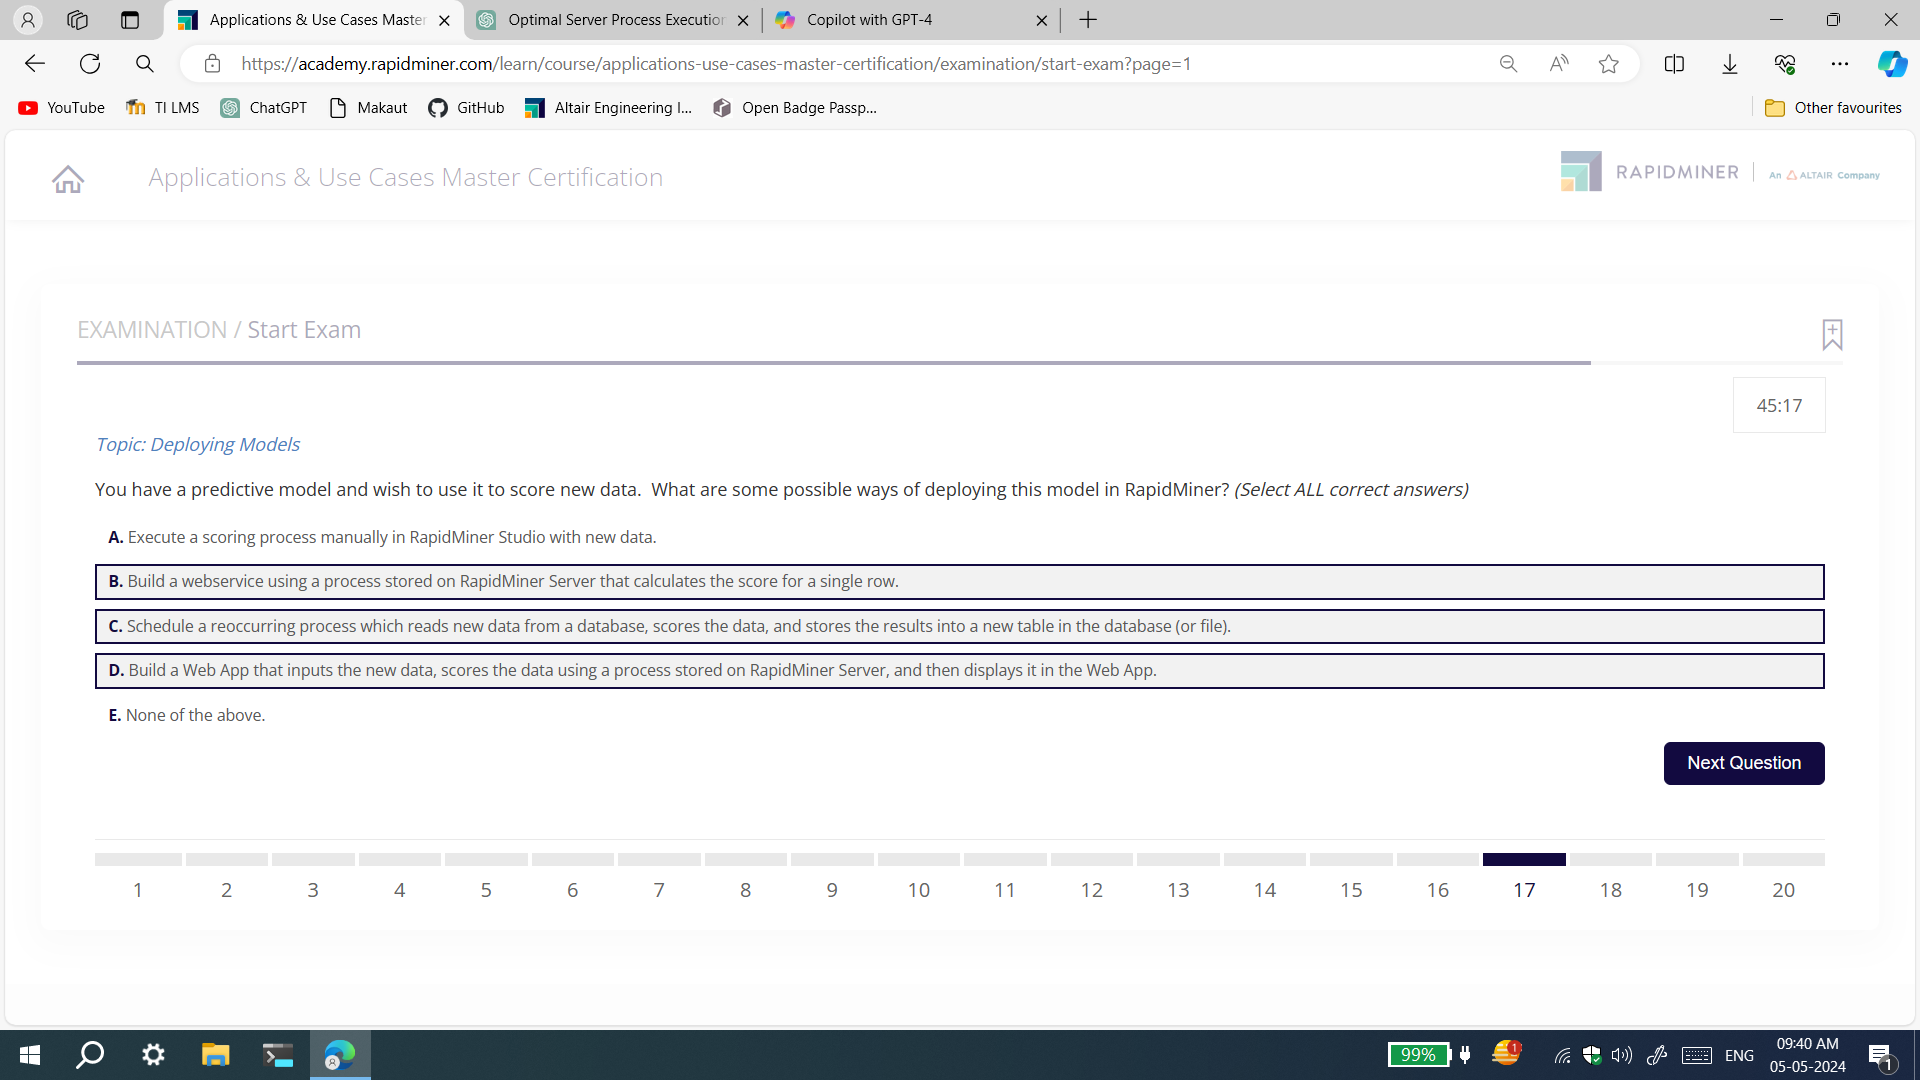 Applications & Use Cases Master
Optimal Server Process Execution
Copilot with GPT-4
https://academy.rapidminer.com/learn/course/applications-use-cases-master-certification/examination/start-exam?page=1
YouTube
TI LMS
ChatGPT
Makaut
GitHub
Altair Engineering I...
Open Badge Passp...
Other favourites
Applications & Use Cases Master Certification
RAPIDMINER
An ALTAIR Company
EXAMINATION / Start Exam
45:17
Topic: Deploying Models
You have a predictive model and wish to use it to score new data.  What are some possible ways of deploying this model in RapidMiner? (Select ALL correct answers)
A. Execute a scoring process manually in RapidMiner Studio with new data.
B. Build a webservice using a process stored on RapidMiner Server that calculates the score for a single row.
C. Schedule a reoccurring process which reads new data from a database, scores the data, and stores the results into a new table in the database (or file).
D. Build a Web App that inputs the new data, scores the data using a process stored on RapidMiner Server, and then displays it in the Web App.
E. None of the above.
Next Question
1 2 3 4 5 6 7 8 9 10 11 12 13 14 15 16 17 18 19 20
99%
1
ENG
09:40 AM
05-05-2024
1